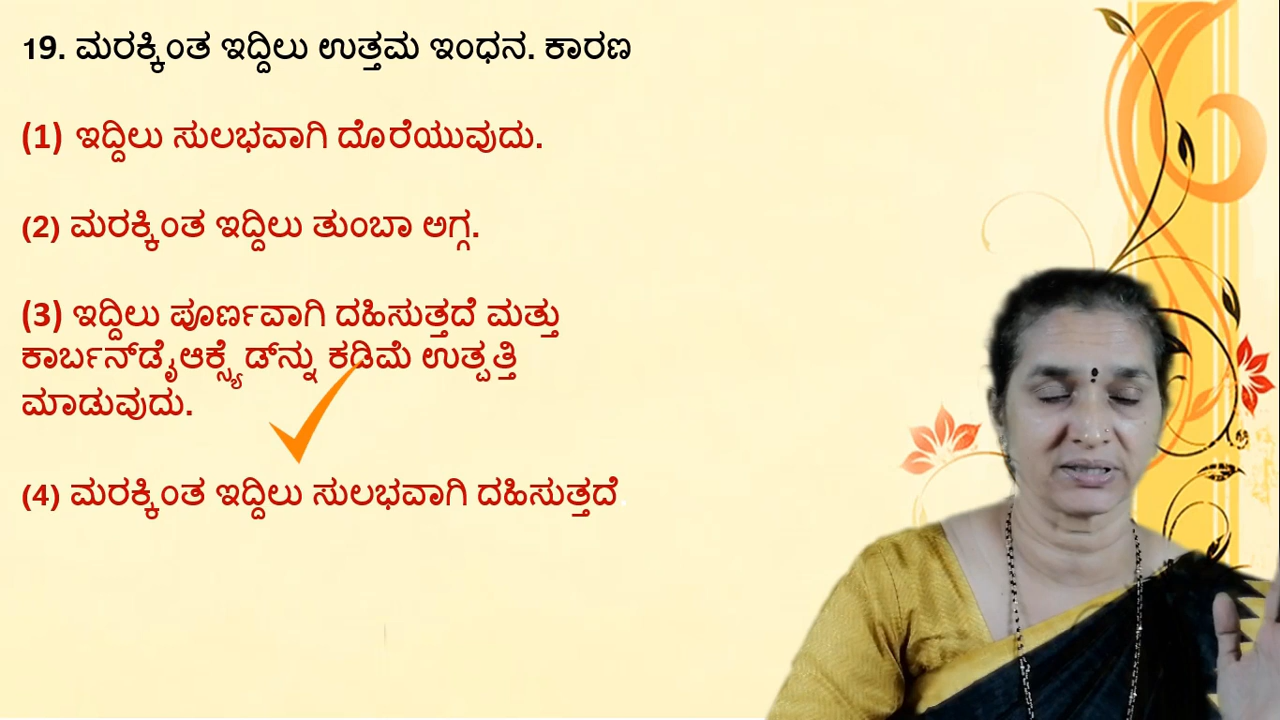 19. ಮರಕ್ಕಿಂತ ಇದ್ದಿಲು ಉತ್ತಮ ಇಂಧನ. ಕಾರಣ
(1) ಇದ್ದಿಲು ಸುಲಭವಾಗಿ ದೊರೆಯುವುದು.
(2) ಮರಕ್ಕಿಂತ ಇದ್ದಿಲು ತುಂಬಾ ಅಗ್ಗ.
(3) ಇದ್ದಿಲು ಪೂರ್ಣವಾಗಿ ದಹಿಸುತ್ತದೆ ಮತ್ತು
ಕಾರ್ಬನ್‌ಡೈಆಕ್ಸೈಡ್‌ನ್ನು ಕಡಿಮೆ ಉತ್ಪತ್ತಿ
ಮಾಡುವುದು.
(4) ಮರಕ್ಕಿಂತ ಇದ್ದಿಲು ಸುಲಭವಾಗಿ ದಹಿಸುತ್ತದೆ.